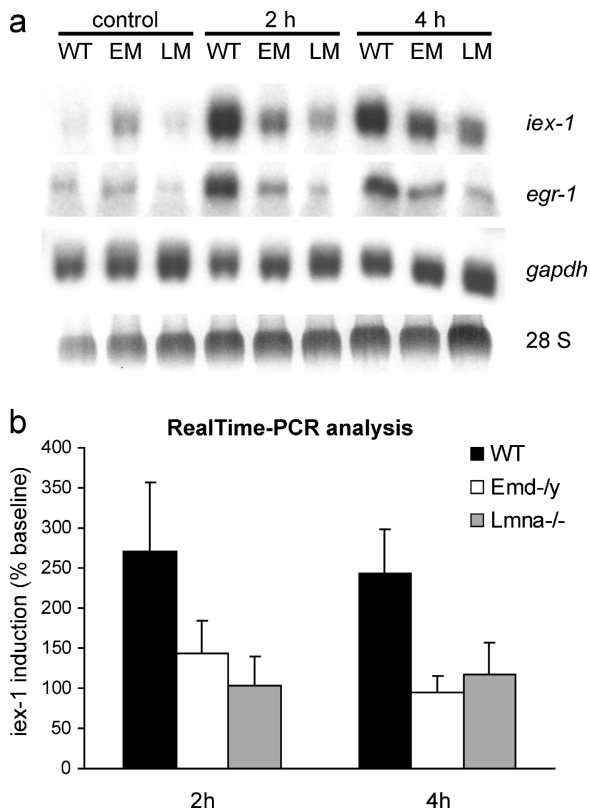 a
control 2 h 4 h
WT EM LM WT EM LM WT EM LM
iex-1
egr-1
gapdh
28 S
b
RealTime-PCR analysis
iex-1 induction (% baseline)
400
350
300
250
200
150
100
50
0
WT
Emd-/y
Lmna-/-
2h 4h